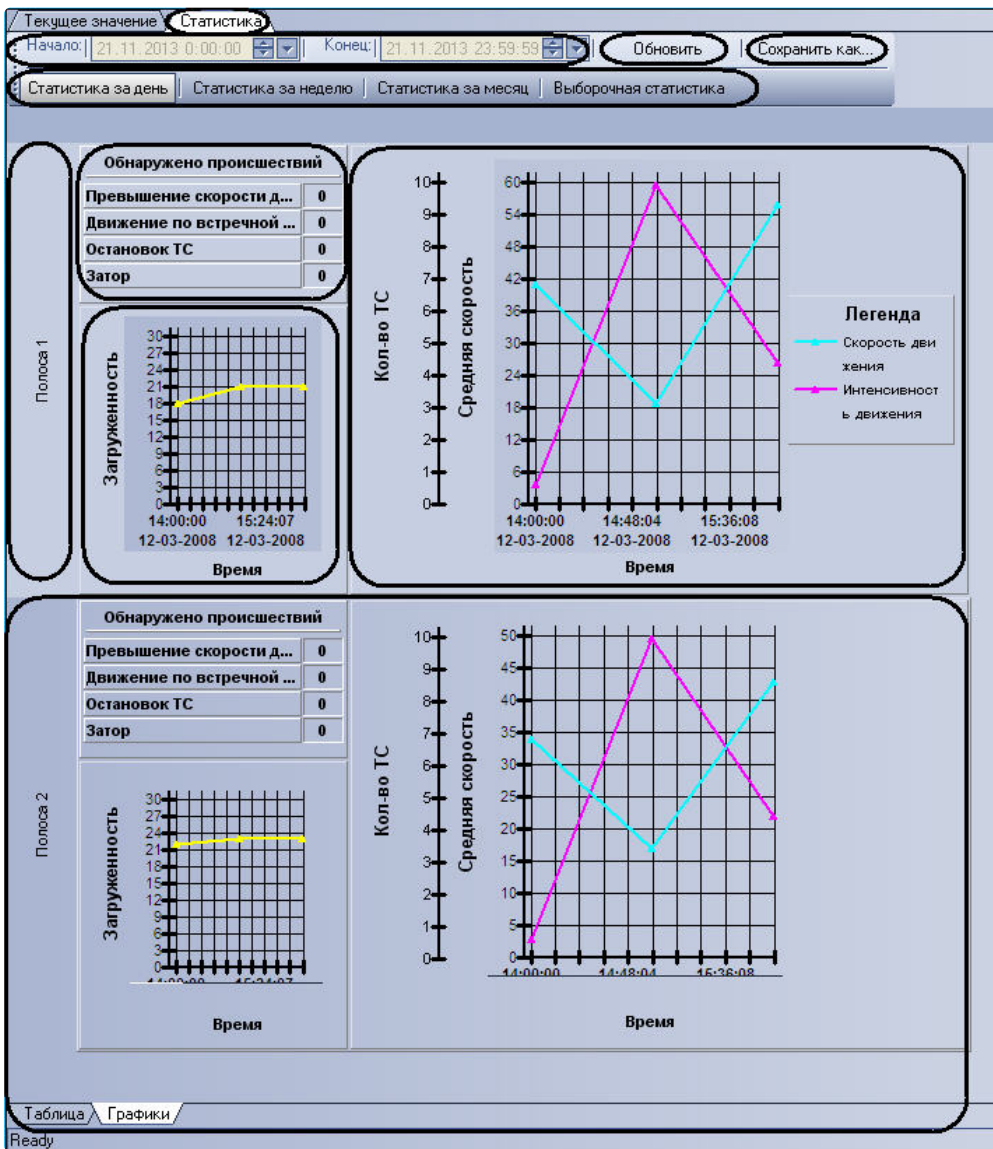 Текущее значение Статистика
Начало: 21.11.2013 0:00:00 Конец: 21.11.2013 23:59:59 Обновить Сохранить как...
Статистика за день Статистика за неделю Статистика за месяц Выборочная статистика
Полоса 1
Обнаружено происшествий
Превышение скорости д... 0
Движение по встречной ... 0
Остановок ТС 0
Затор 0
Загруженность
30
27
24
21
18
15
12
9
6
3
0
14:00:00 15:24:07
12-03-2008 12-03-2008
Время
Кол-во ТС
10
9
8
7
6
5
4
3
2
1
0
Средняя скорость
60
54
48
42
36
30
24
18
12
6
0
14:00:00 14:48:04 15:36:08
12-03-2008 12-03-2008 12-03-2008
Время
Легенда
Скорость дви
жения
Интенсивност
ь движения
Полоса 2
Обнаружено происшествий
Превышение скорости д... 0
Движение по встречной ... 0
Остановок ТС 0
Затор 0
Загруженность
30
27
24
21
18
15
12
9
6
3
0
14:00:00 15:24:07
Время
Кол-во ТС
10
9
8
7
6
5
4
3
2
1
0
Средняя скорость
50
45
40
35
30
25
20
15
10
5
0
14:00:00 14:48:04 15:36:08
Время
Таблица Графики
Ready